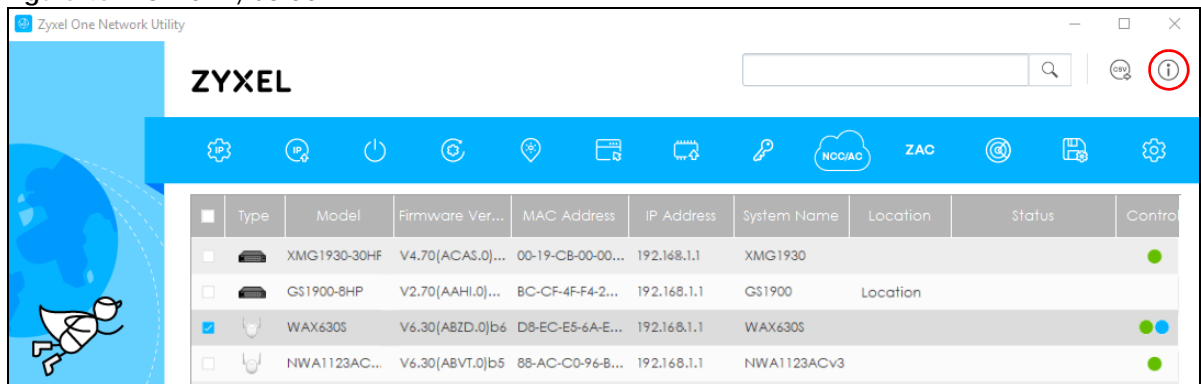 Zyxel One Network Utility
ZYXEL
CSV
IP IP NCC/AC ZAC
Type Model Firmware Ver... MAC Address IP Address System Name Location Status Control
XMG1930-30HP V4.70(ACAS.0)... 00-19-CB-00-00... 192.168.1.1 XMG1930
GS1900-8HP V2.70(AAHI.0)... BC-CF-4F-F4-2... 192.168.1.1 GS1900 Location
WAX630S V6.30(ABZD.0)b6 D8-EC-E5-6A-E... 192.168.1.1 WAX630S
NWA1123AC... V6.30(ABVT.0)b5 88-AC-C0-96-B... 192.168.1.1 NWA1123ACv3